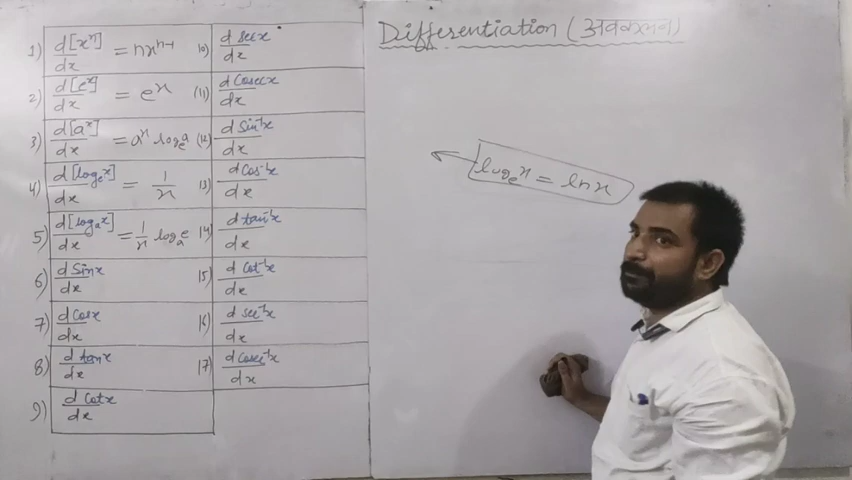 Differentiation (अवकलन)
1) d[xⁿ]/dx = nxⁿ⁻¹
2) d[eˣ]/dx = eˣ
3) d[aˣ]/dx = aˣ logₑa
4) d[logₑx]/dx = 1/x
5) d[logₐx]/dx = 1/x logₐe
6) d Sinx/dx
7) d Cosx/dx
8) d tanx/dx
9) d Cotx/dx
10) d secx/dx
11) d Cosecx/dx
12) d Sin⁻¹x/dx
13) d Cos⁻¹x/dx
14) d tan⁻¹x/dx
15) d Cot⁻¹x/dx
16) d sec⁻¹x/dx
17) d Cosec⁻¹x/dx
logₑx = lnx